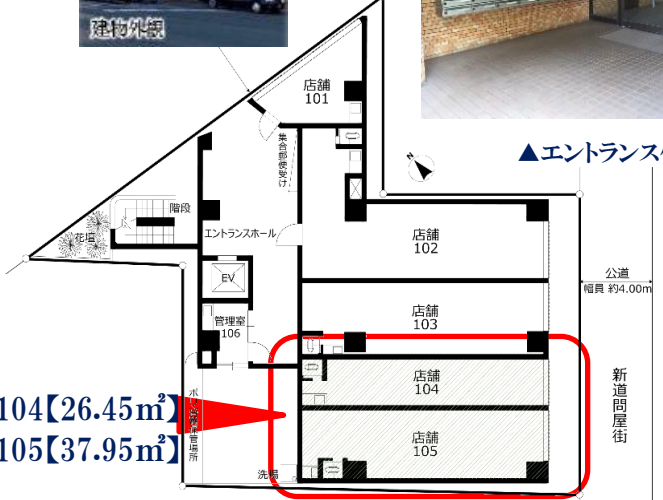 建物外観
▲エントランス
店舗
101
集合郵便受け
階段
花壇
エントランスホール
店舗
102
EV
公道
幅員 約4.00m
管理室
106
店舗
103
新道問屋街
104【26.45㎡】
105【37.95㎡】
店舗
104
店舗
105
洗場
N